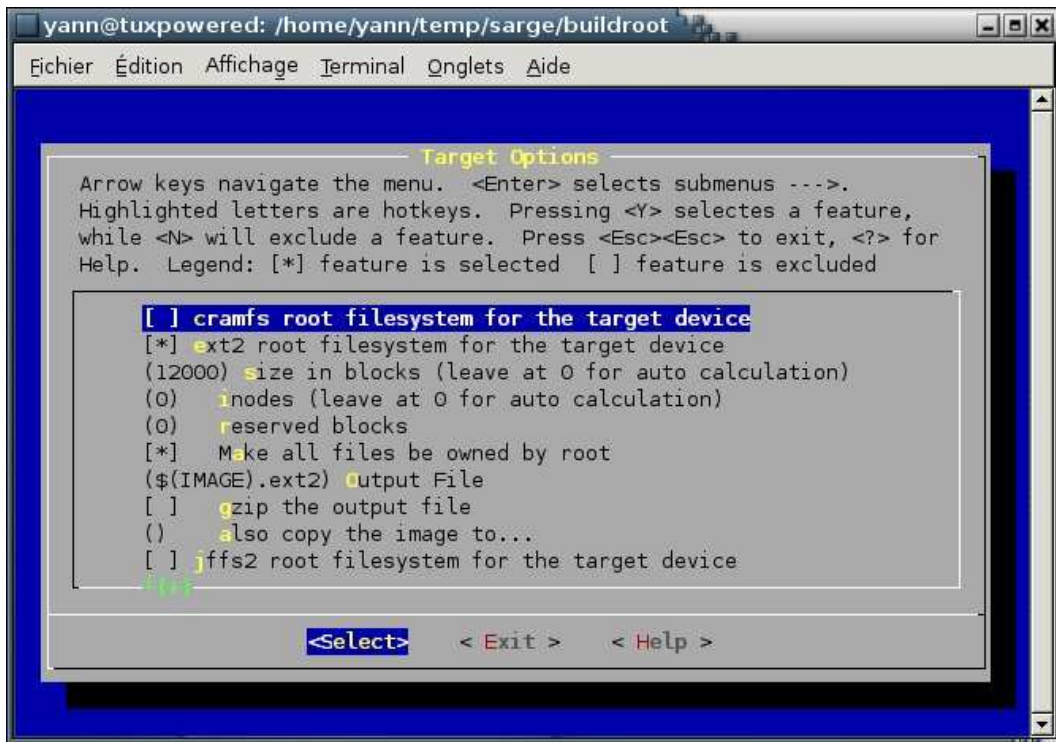 yann@tuxpowered: /home/yann/temp/sarge/buildroot
Fichier Édition Affichage Terminal Onglets Aide
Target Options
Arrow keys navigate the menu. <Enter> selects submenus --->.
Highlighted letters are hotkeys. Pressing <Y> selectes a feature,
while <N> will exclude a feature. Press <Esc><Esc> to exit, <?> for
Help. Legend: [*] feature is selected [ ] feature is excluded
[ ] cramfs root filesystem for the target device
[*] ext2 root filesystem for the target device
(12000) size in blocks (leave at 0 for auto calculation)
(0) inodes (leave at 0 for auto calculation)
(0) reserved blocks
[*] Make all files be owned by root
($(IMAGE).ext2) Output File
[ ] gzip the output file
() also copy the image to...
[ ] jffs2 root filesystem for the target device
<Select> < Exit > < Help >